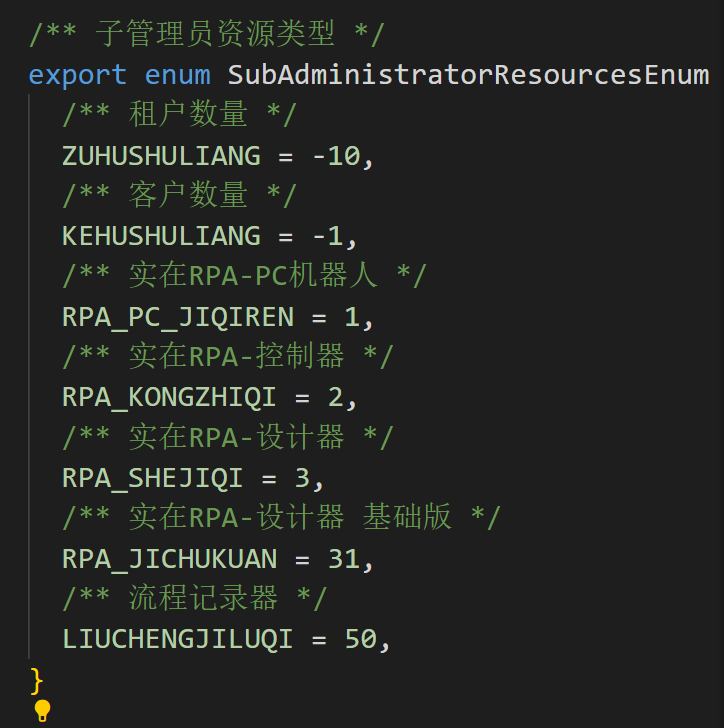 /** 子管理员资源类型 */
export enum SubAdministratorResourcesEnum
/** 租户数量 */
ZUHUSHULIANG = -10,
/** 客户数量 */
KEHUSHULIANG = -1,
/** 实在RPA-PC机器人 */
RPA_PC_JIQIREN = 1,
/** 实在RPA-控制器 */
RPA_KONGZHIQI = 2,
/** 实在RPA-设计器 */
RPA_SHEJIQI = 3,
/** 实在RPA-设计器 基础版 */
RPA_JICHUKUAN = 31,
/** 流程记录器 */
LIUCHENGJILUQI = 50,
}